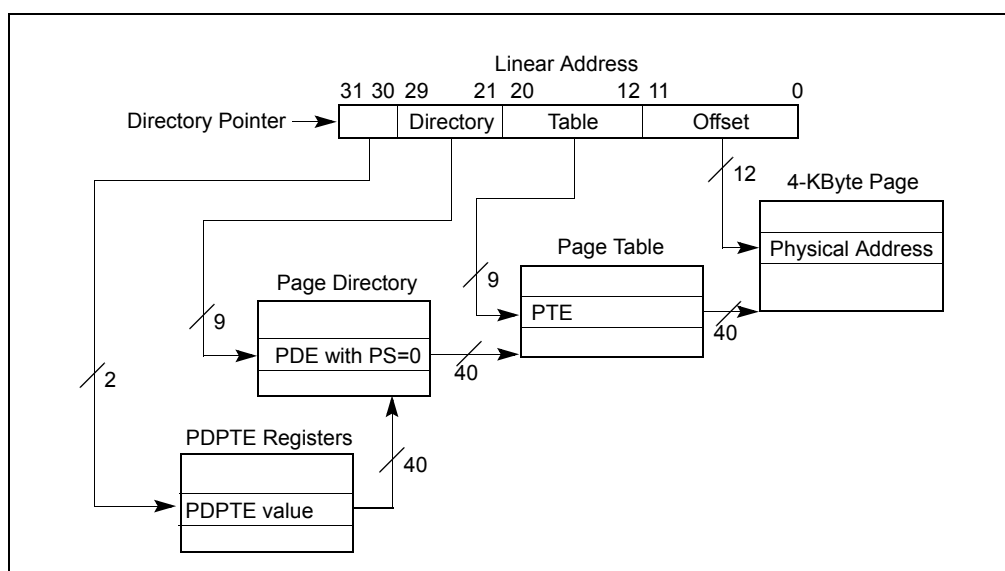 Linear Address
31 30 29 21 20 12 11 0
Directory Pointer Directory Table Offset
12
4-KByte Page
Physical Address
Page Table
9
PTE
40
Page Directory
9
PDE with PS=0
40
2
PDPTE Registers
40
PDPTE value